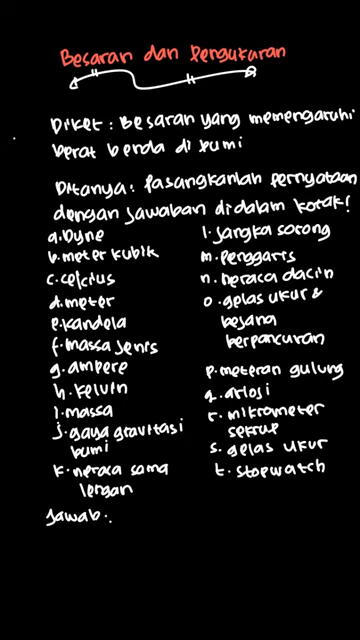 Besaran dan Pengukuran
Diket : Besaran yang memengaruhi
berat benda di bumi
Ditanya : Pasangkanlah Pernyataan
dengan Jawaban didalam kotak!
a. Dyne
b. meter kubik
c. celcius
d. meter
e. kandela
f. massa jenis
g. ampere
h. kelvin
i. massa
j. gaya gravitasi
bumi
k. neraca sama
lengan
l. jangka sorong
m. penggaris
n. neraca dacin
o. gelas ukur &
bejana
berpancuran
p. meteran gulung
q. arloji
r. mikrometer
sekrup
s. gelas ukur
t. stopwatch
Jawab :